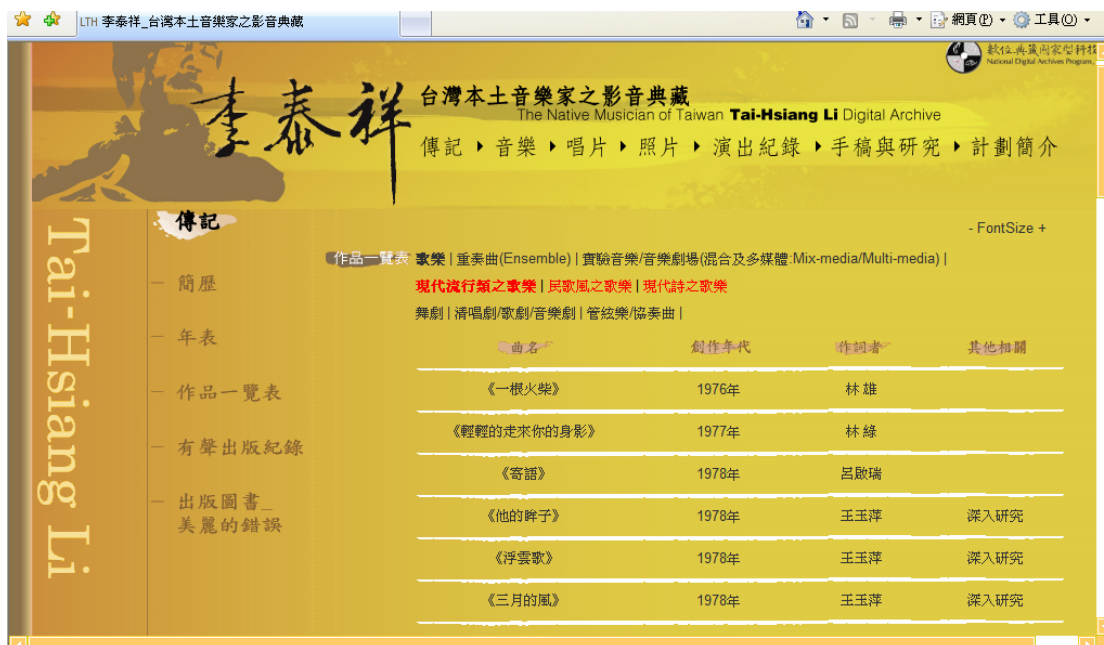 LTH 李泰祥_台灣本土音樂家之影音典藏
網頁(P)
工具(O)
數位典藏國家型科技
National Digital Archives Program,
李泰祥
台灣本土音樂家之影音典藏
The Native Musician of Taiwan Tai-Hsiang Li Digital Archive
傳記 音樂 唱片 照片 演出紀錄 手稿與研究 計劃簡介
Tai-Hsiang Li
傳記
- FontSize +
簡歷
年表
作品一覽表
有聲出版紀錄
出版圖書_
美麗的錯誤
作品一覽表 歌樂 | 重奏曲(Ensemble) | 實驗音樂/音樂劇場(混合及多媒體:Mix-media/Multi-media) |
現代流行類之歌樂 | 民歌風之歌樂 | 現代詩之歌樂
舞劇 | 清唱劇/歌劇/音樂劇 | 管絃樂/協奏曲 |
曲名 創作年代 作詞者 其他相關
《一根火柴》 1976年 林雄
《輕輕的走來你的身影》 1977年 林綠
《寄語》 1978年 呂啟瑞
《他的眸子》 1978年 王玉萍 深入研究
《浮雲歌》 1978年 王玉萍 深入研究
《三月的風》 1978年 王玉萍 深入研究